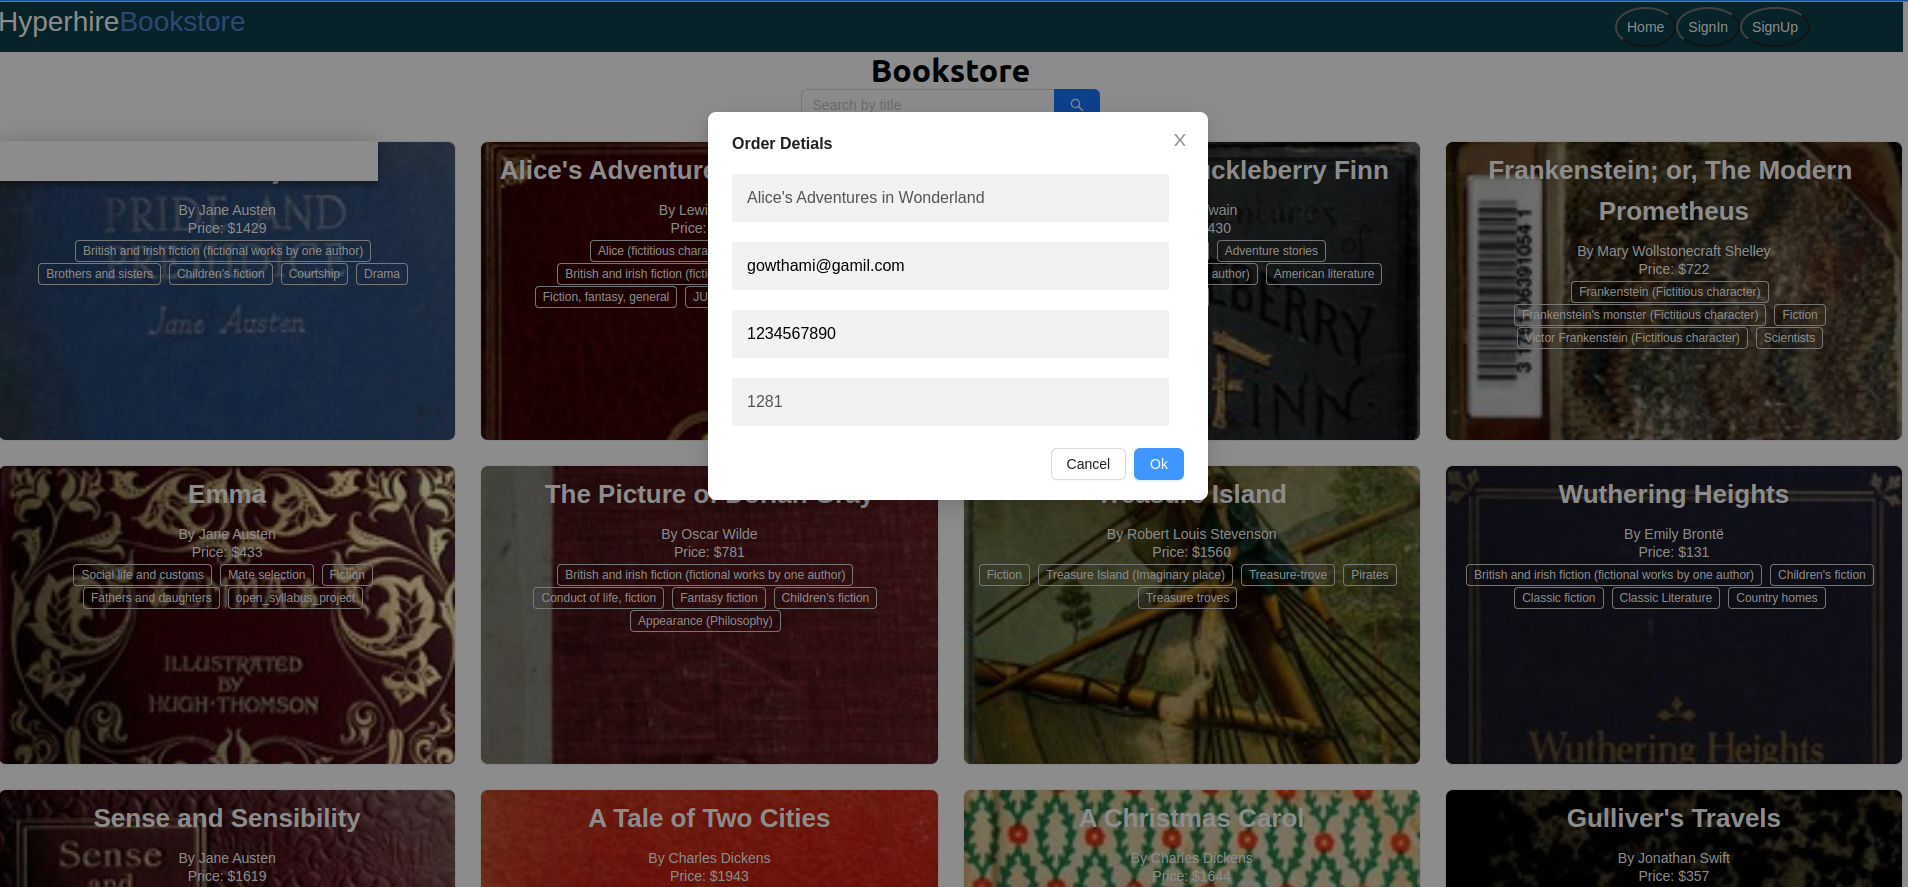 HyperhireBookstore
Home
SignIn
SignUp
Bookstore
Search by title
Order Detials
Alice's Adventures in Wonderland
gowthami@gamil.com
1234567890
1281
Cancel
Ok
PRIDE AND
Jane Austen
By Jane Austen
Price: $1429
British and irish fiction (fictional works by one author)
Brothers and sisters
Children's fiction
Courtship
Drama
Alice's Adventure
By Lewi
Price:
Alice (fictitious chara
British and irish fiction (ficti
Fiction, fantasy, general
JU
ckleberry Finn
wain
430
Adventure stories
author)
American literature
FINN.
Frankenstein; or, The Modern
Prometheus
By Mary Wollstonecraft Shelley
Price: $722
Frankenstein (Fictitious character)
Frankenstein's monster (Fictitious character)
Fiction
Victor Frankenstein (Fictitious character)
Scientists
Emma
By Jane Austen
Price: $433
Social life and customs
Mate selection
Fiction
Fathers and daughters
open_syllabus_project
ILLUSTRATED
BY
HUGH·THOMSON
The Picture of Dorian Gray
By Oscar Wilde
Price: $781
British and irish fiction (fictional works by one author)
Conduct of life, fiction
Fantasy fiction
Children's fiction
Appearance (Philosophy)
Treasure Island
By Robert Louis Stevenson
Price: $1560
Fiction
Treasure Island (Imaginary place)
Treasure-trove
Pirates
Treasure troves
Wuthering Heights
By Emily Brontë
Price: $131
British and irish fiction (fictional works by one author)
Children's fiction
Classic fiction
Classic Literature
Country homes
Wuthering Heights
Sense and Sensibility
By Jane Austen
Price: $1619
Sense
and
A Tale of Two Cities
By Charles Dickens
Price: $1943
A Christmas Carol
By Charles Dickens
Price: $1644
Gulliver's Travels
By Jonathan Swift
Price: $357